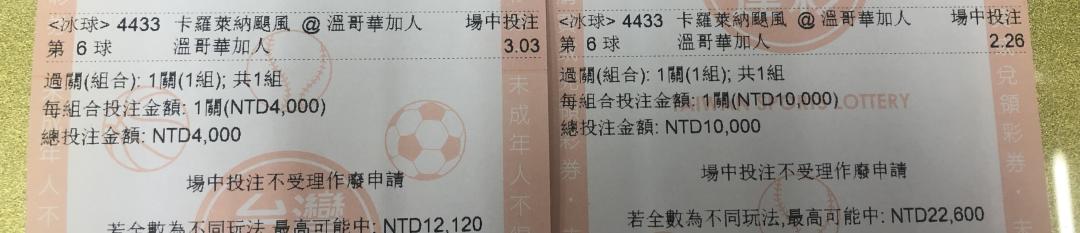 <冰球> 4433 卡羅萊納颶風 @ 溫哥華加人 場中投注
第 6 球 溫哥華加人 3.03
過關(組合): 1關(1組); 共1組
每組合投注金額: 1關(NTD4,000)
總投注金額: NTD4,000
場中投注不受理作廢申請
若全數為不同玩法,最高可能中: NTD12,120
未成年人不得
台灣
<冰球> 4433 卡羅萊納颶風 @ 溫哥華加人 場中投注
第 6 球 溫哥華加人 2.26
過關(組合): 1關(1組); 共1組
每組合投注金額: 1關(NTD10,000)
總投注金額: NTD10,000
場中投注不受理作廢申請
若全數為不同玩法,最高可能中: NTD22,600
LOTTERY
兌領彩券